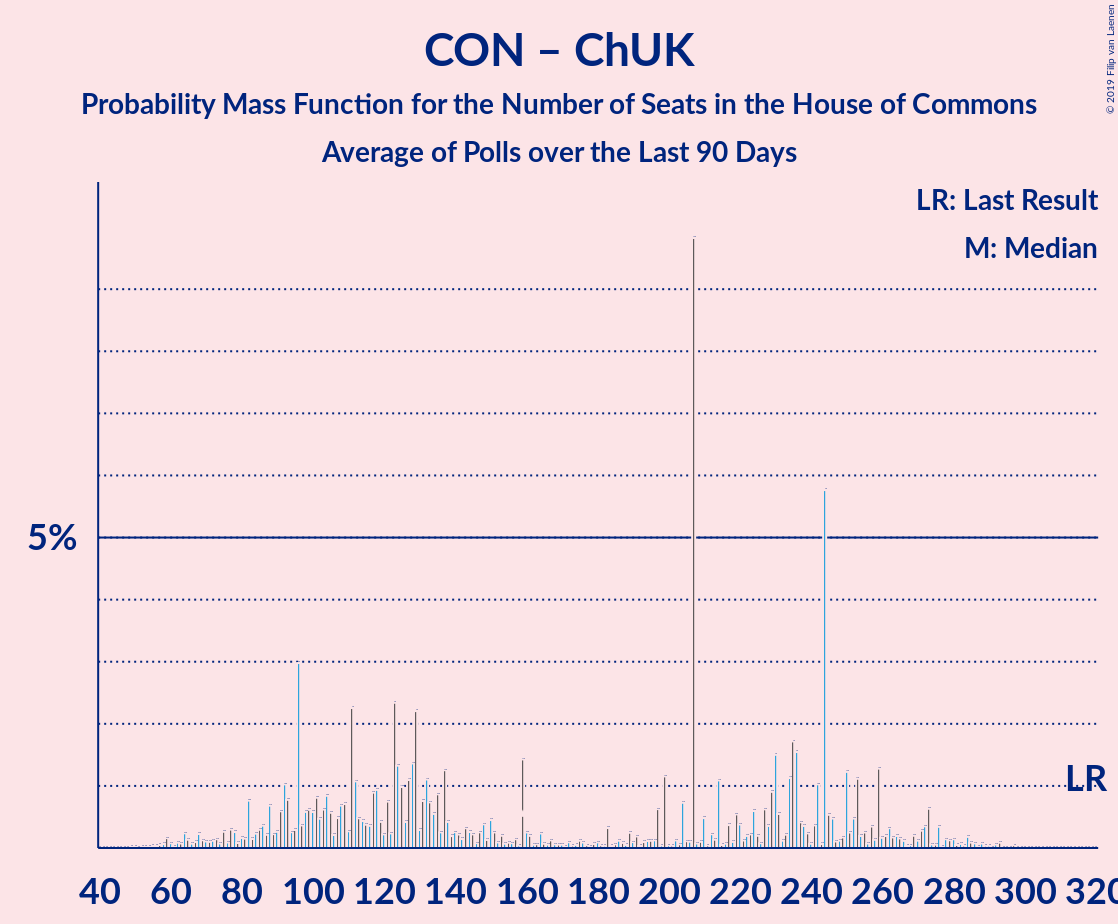 CON – ChUK
Probability Mass Function for the Number of Seats in the House of Commons
Average of Polls over the Last 90 Days
© 2019 Filip van Laenen
LR: Last Result
M: Median
5%
LR
40 60 80 100 120 140 160 180 200 220 240 260 280 300 320